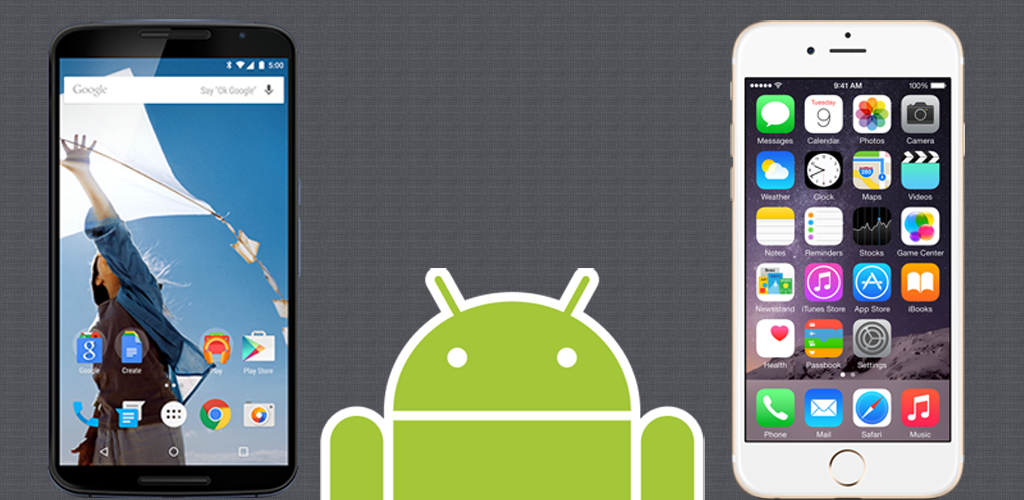 5:00
Google
Say "Ok Google"
Google
Create
Play
Play Store
9:41 AM
100%
Messages
Tuesday
9
Calendar
Photos
Camera
Weather
Clock
280
Maps
Videos
Notes
Reminders
Stocks
Game Center
News
Newsstand
iTunes Store
App Store
iBooks
Health
Passbook
Settings
Phone
Mail
Safari
Music